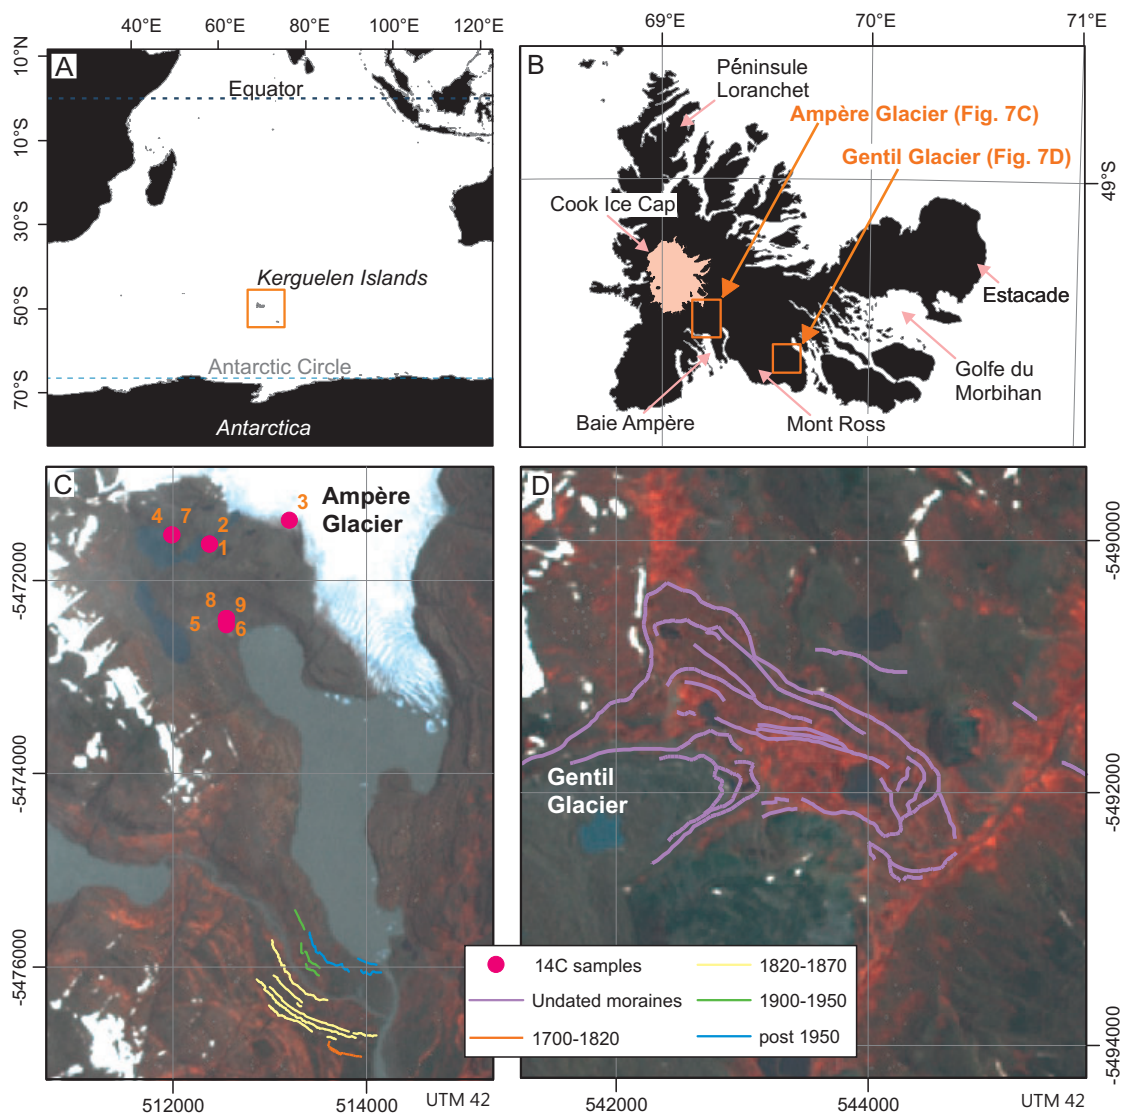 40°E 60°E 80°E 100°E 120°E
10°N
10°S
30°S
50°S
70°S
A
Equator
Kerguelen Islands
Antarctic Circle
Antarctica
69°E 70°E 71°E
49°S
B
Péninsule
Loranchet
Ampère Glacier (Fig. 7C)
Gentil Glacier (Fig. 7D)
Cook Ice Cap
Estacade
Golfe du
Morbihan
Baie Ampère
Mont Ross
C
Ampère
Glacier
3
4 7 2
1
8 9
5 6
-5472000
-5474000
-5476000
512000 514000 UTM 42
D
Gentil
Glacier
-5490000
-5492000
-5494000
542000 544000 UTM 42
14C samples
Undated moraines
1700-1820
1820-1870
1900-1950
post 1950